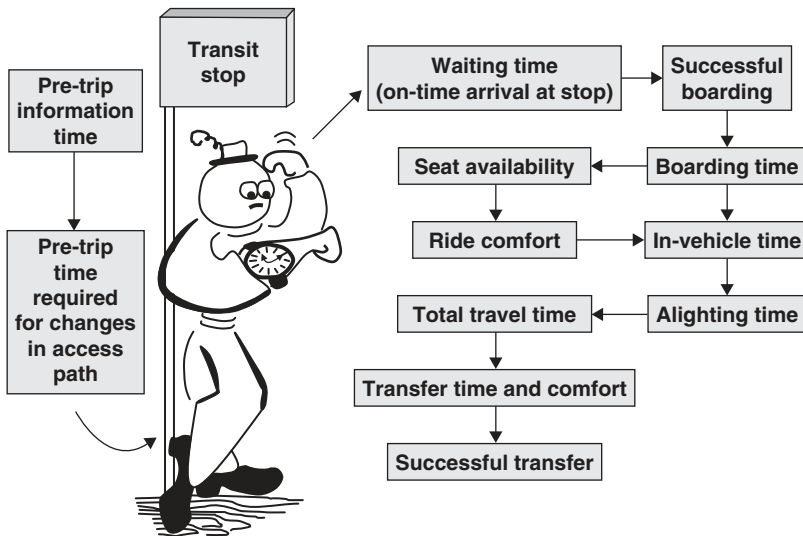 Transit
stop
Pre-trip
information
time
Pre-trip
time
required
for changes
in access
path
Waiting time
(on-time arrival at stop)
Successful
boarding
Seat availability
Boarding time
Ride comfort
In-vehicle time
Total travel time
Alighting time
Transfer time and comfort
Successful transfer